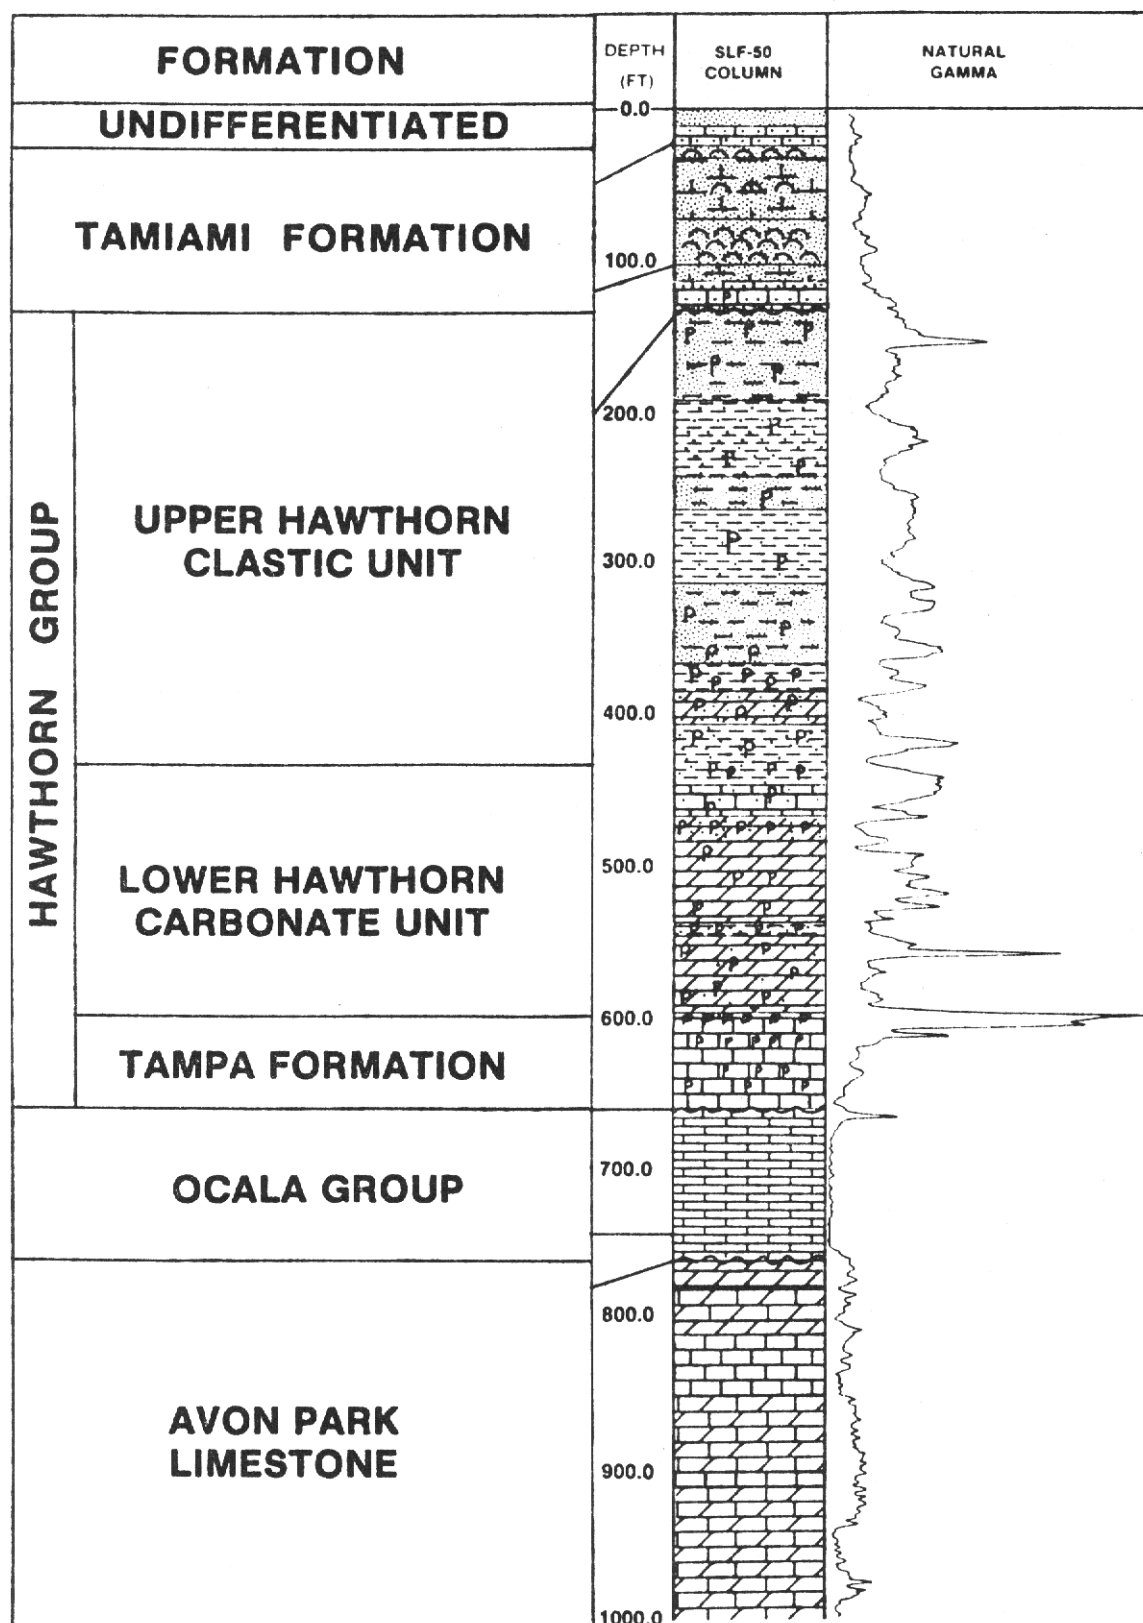 FORMATION
DEPTH
(FT)
SLF-50
COLUMN
NATURAL
GAMMA
0.0
UNDIFFERENTIATED
TAMIAMI FORMATION
100.0
HAWTHORN GROUP
200.0
UPPER HAWTHORN
CLASTIC UNIT
300.0
400.0
LOWER HAWTHORN
CARBONATE UNIT
500.0
600.0
TAMPA FORMATION
OCALA GROUP
700.0
800.0
AVON PARK
LIMESTONE
900.0
1000.0